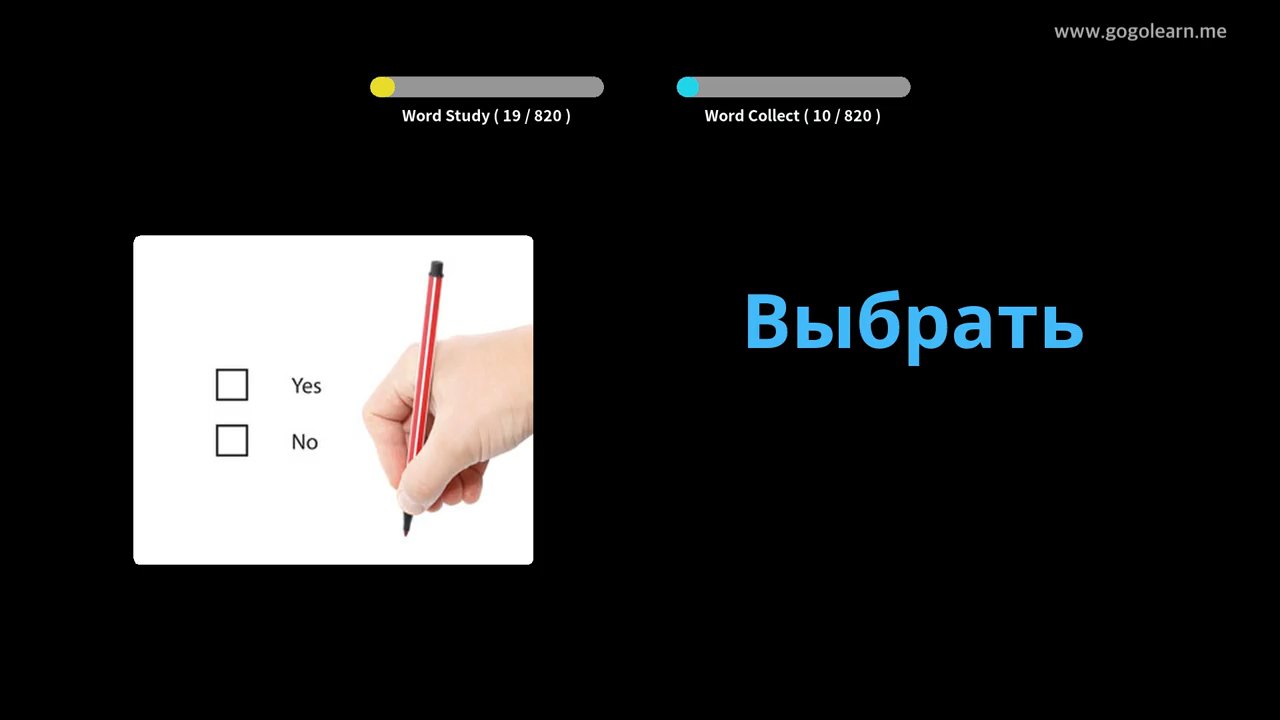 www.gogolearn.me
Word Study ( 19 / 820 )
Word Collect ( 10 / 820 )
Выбрать
Yes
No